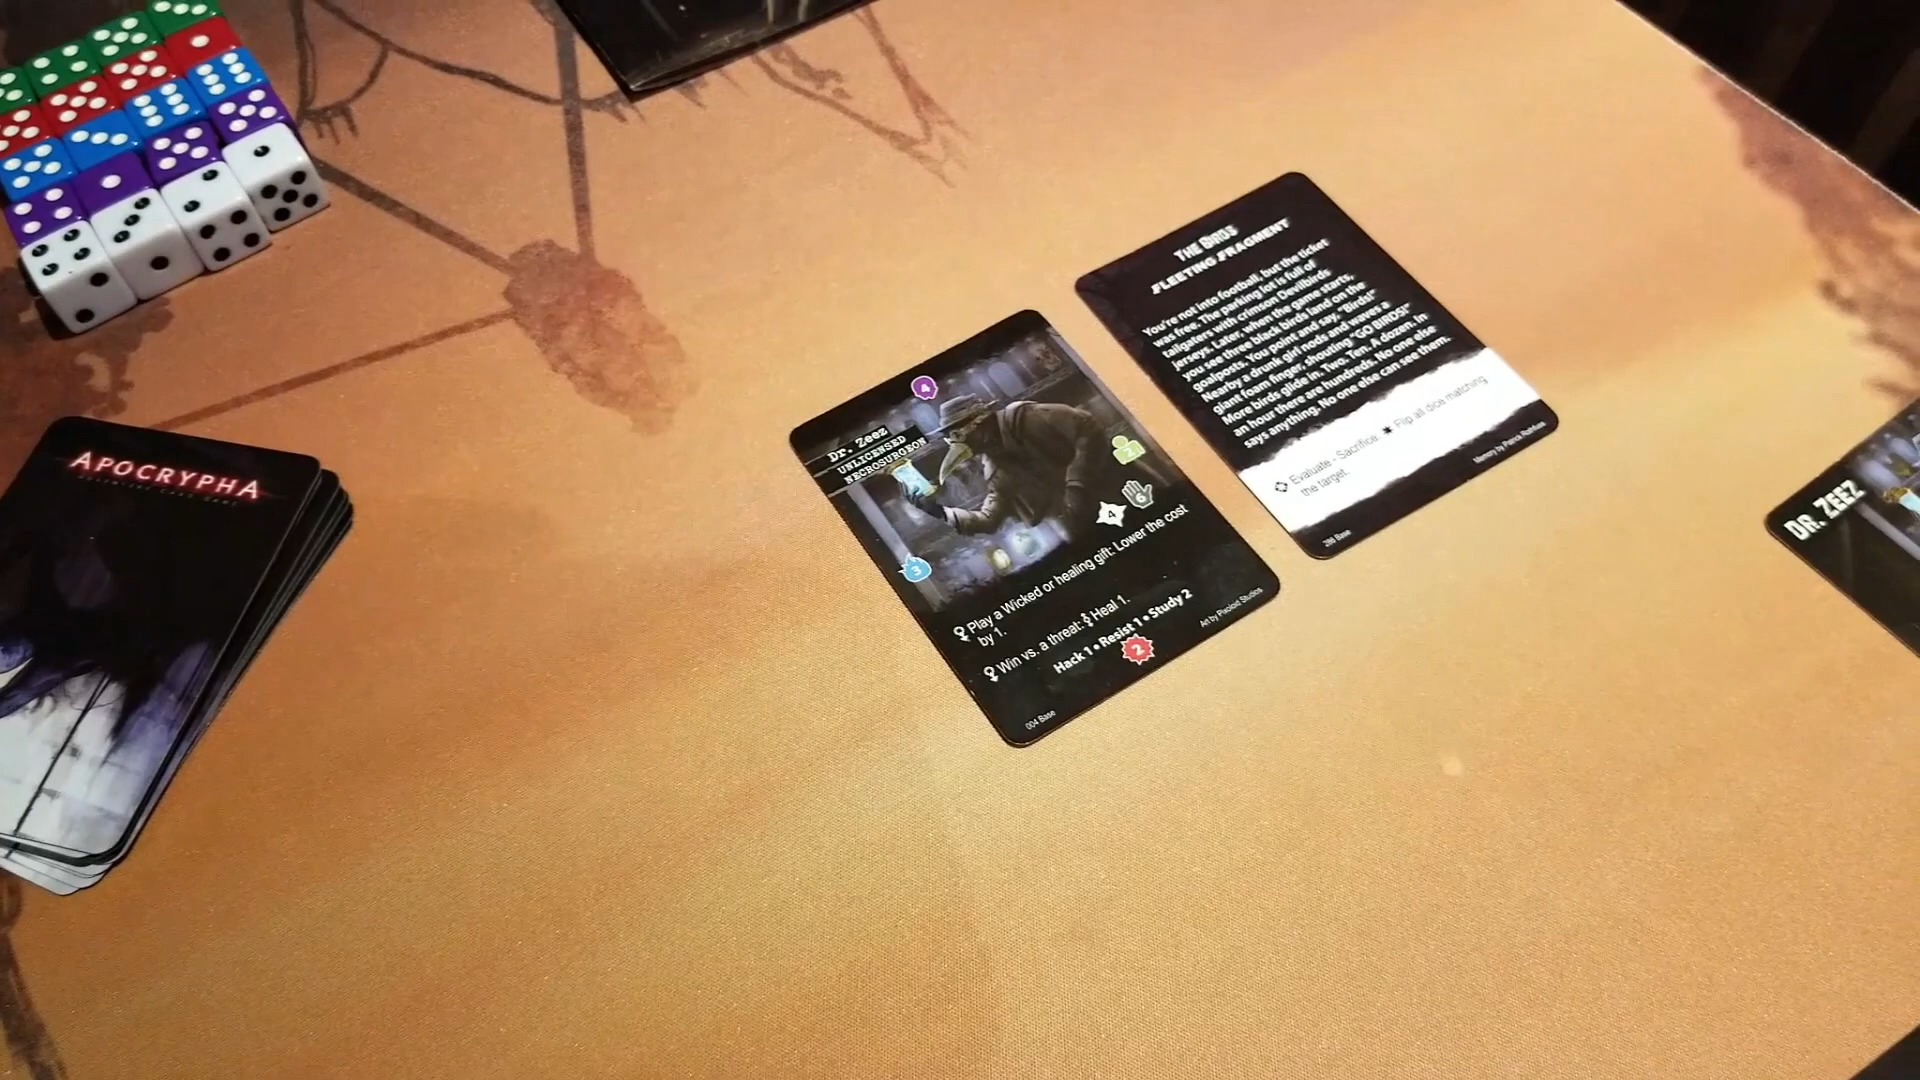 APOCRYPHA
Dr. Zeez
UNLICENSED
NECROSURGEON
4
2
4
6
3
Play a Wicked or healing gift: Lower the cost
by 1.
Win vs. a threat: Heal 1.
Hack 1 • Resist 1 • Study 2
2
Art by Pixoloid Studios
004 Base
THE BIRDS
FLEETING FRAGMENT
You're not into football, but the ticket
was free. The parking lot is full of
tailgaters with crimson Devilbirds
jerseys. Later, when the game starts,
you see three black birds land on the
goalposts. You point and say, "Birds!"
Nearby a drunk girl nods and waves a
giant foam finger, shouting "GO BIRDS!"
More birds glide in. Two. Ten. A dozen. In
an hour there are hundreds. No one else
says anything. No one else can see them.
Evaluate - Sacrifice. Flip all dice matching
the target.
Memory by Patrick Rothfuss
286 Base
DR. ZEEZ